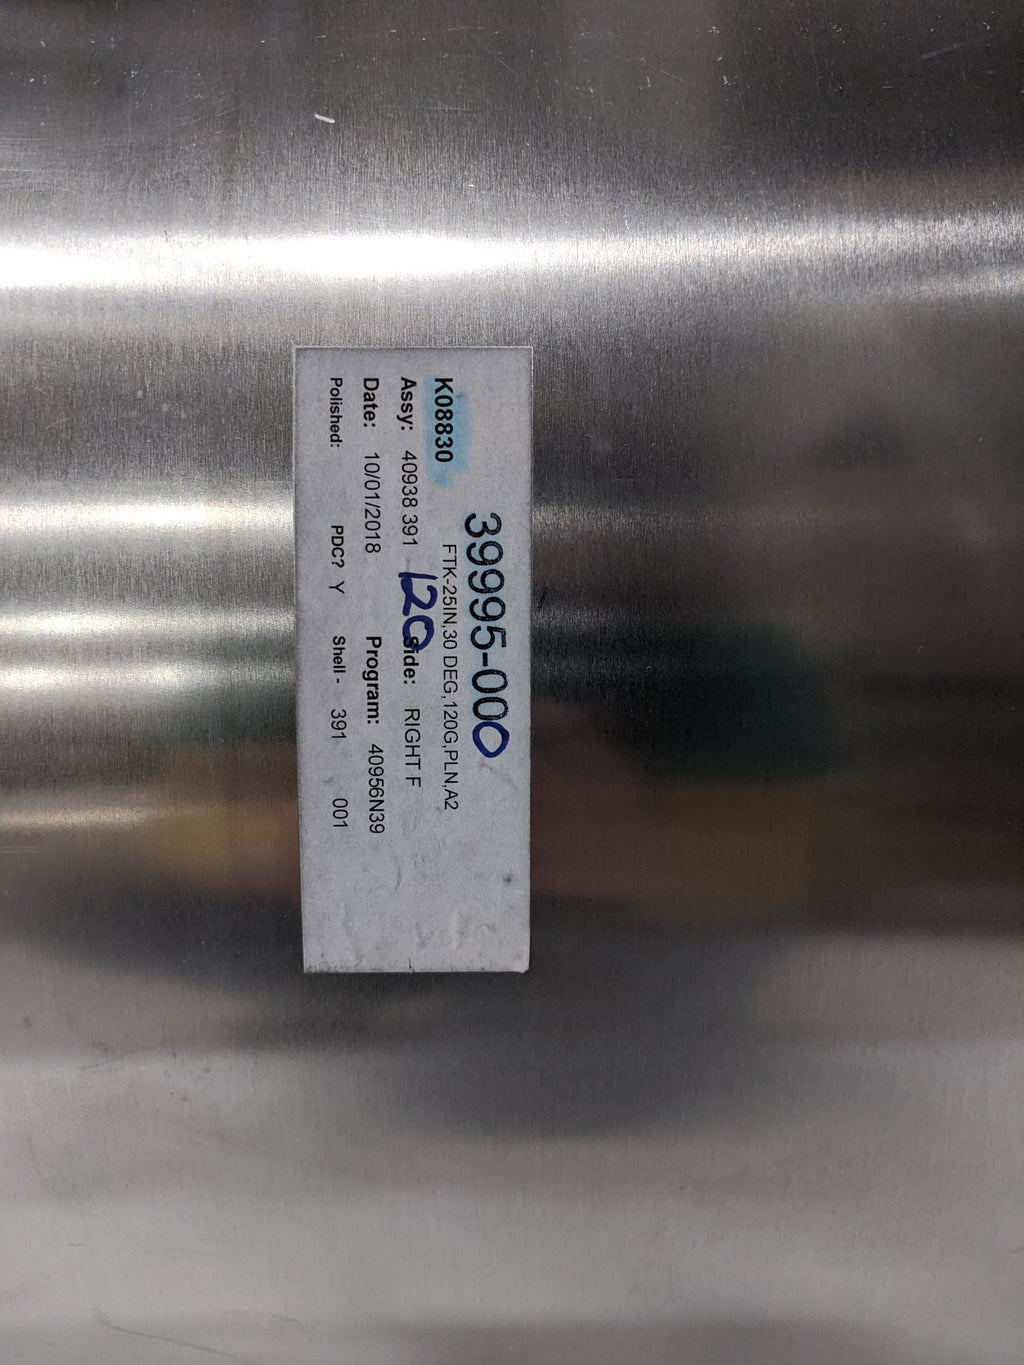 39995-000
K08830 FTK-25IN,30 DEG,120G,PLN,A2
Assy: 40938 391 120 Side: RIGHT F
Date: 10/01/2018 Program: 40956N39
Polished: PDC? Y Shell - 391 001